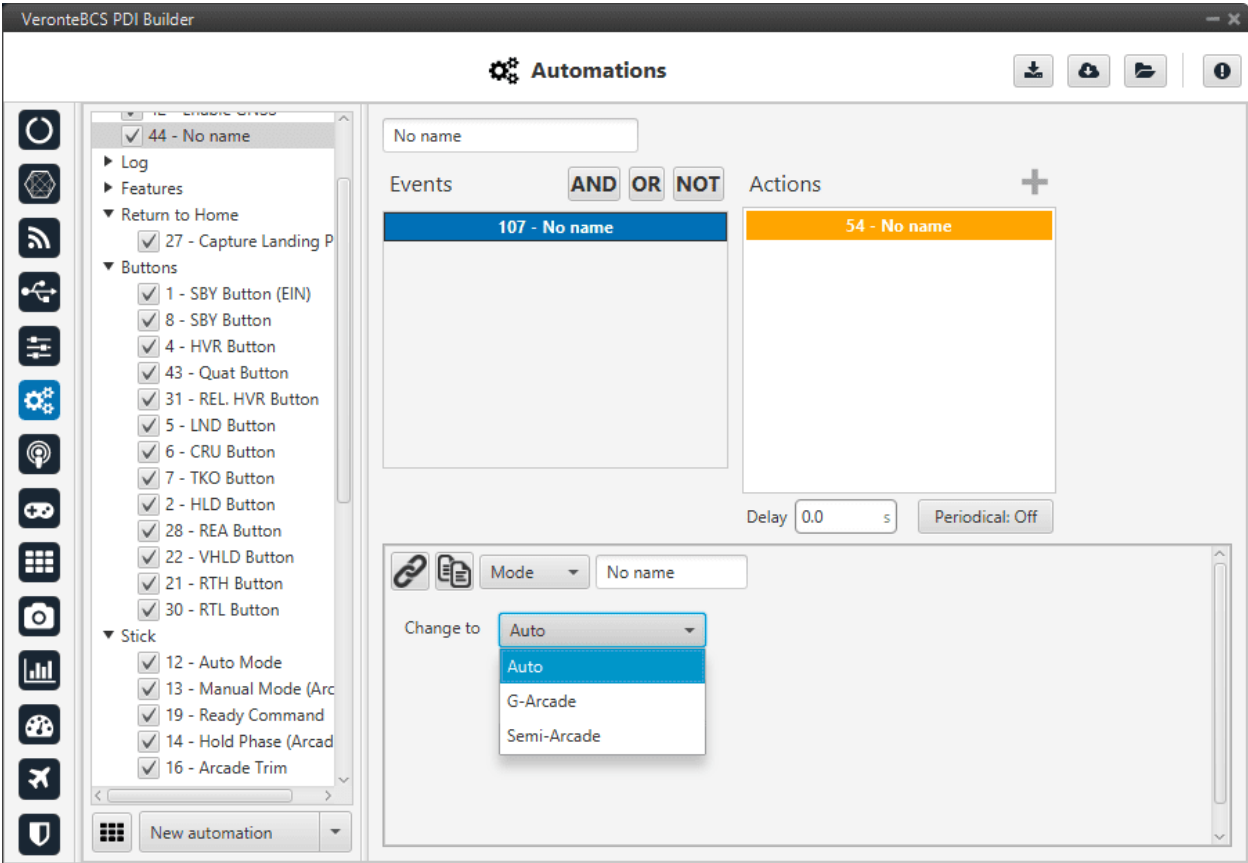 VeronteBCS PDI Builder
Automations
44 - No name
Log
Features
Return to Home
27 - Capture Landing P
Buttons
1 - SBY Button (EIN)
8 - SBY Button
4 - HVR Button
43 - Quat Button
31 - REL. HVR Button
5 - LND Button
6 - CRU Button
7 - TKO Button
2 - HLD Button
28 - REA Button
22 - VHLD Button
21 - RTH Button
30 - RTL Button
Stick
12 - Auto Mode
13 - Manual Mode (Arc
19 - Ready Command
14 - Hold Phase (Arcad
16 - Arcade Trim
New automation
No name
Events AND OR NOT Actions
107 - No name
54 - No name
Delay 0.0 s Periodical: Off
Mode No name
Change to Auto
Auto
G-Arcade
Semi-Arcade